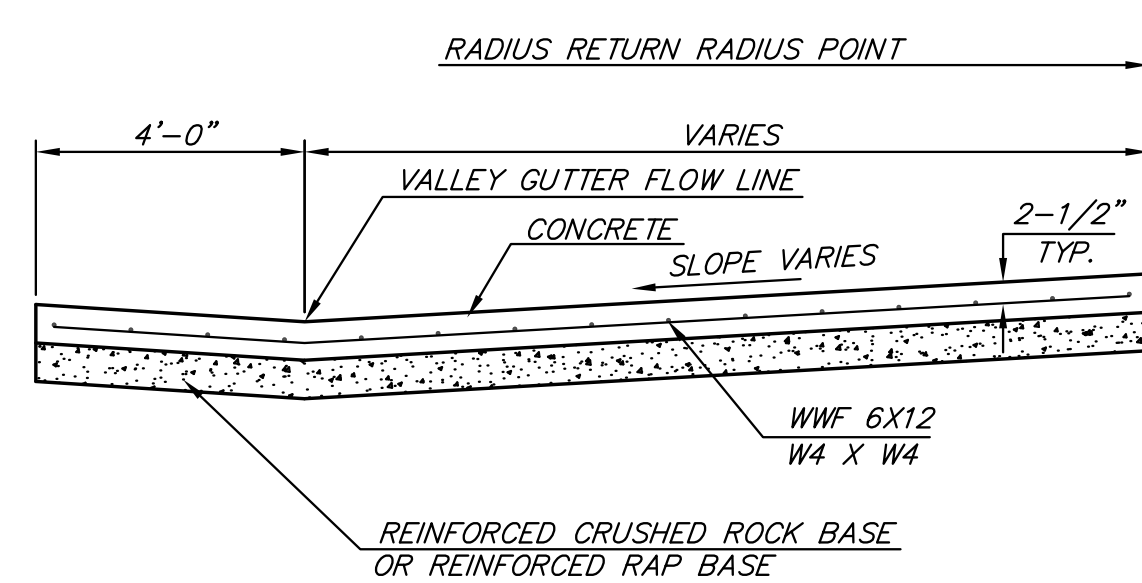 RADIUS RETURN RADIUS POINT
4'-0"
VARIES
VALLEY GUTTER FLOW LINE
2-1/2"
TYP.
CONCRETE
SLOPE VARIES
WWF 6X12
W4 X W4
REINFORCED CRUSHED ROCK BASE
OR REINFORCED RAP BASE